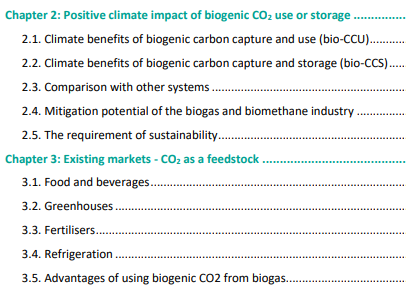 Chapter 2: Positive climate impact of biogenic CO₂ use or storage ...............
2.1. Climate benefits of biogenic carbon capture and use (bio-CCU)...........
2.2. Climate benefits of biogenic carbon capture and storage (bio-CCS).....
2.3. Comparison with other systems ..........................................................
2.4. Mitigation potential of the biogas and biomethane industry ..............
2.5. The requirement of sustainability........................................................
Chapter 3: Existing markets - CO₂ as a feedstock ..........................................
3.1. Food and beverages.............................................................................
3.2. Greenhouses ........................................................................................
3.3. Fertilisers..............................................................................................
3.4. Refrigeration ........................................................................................
3.5. Advantages of using biogenic CO2 from biogas....................................